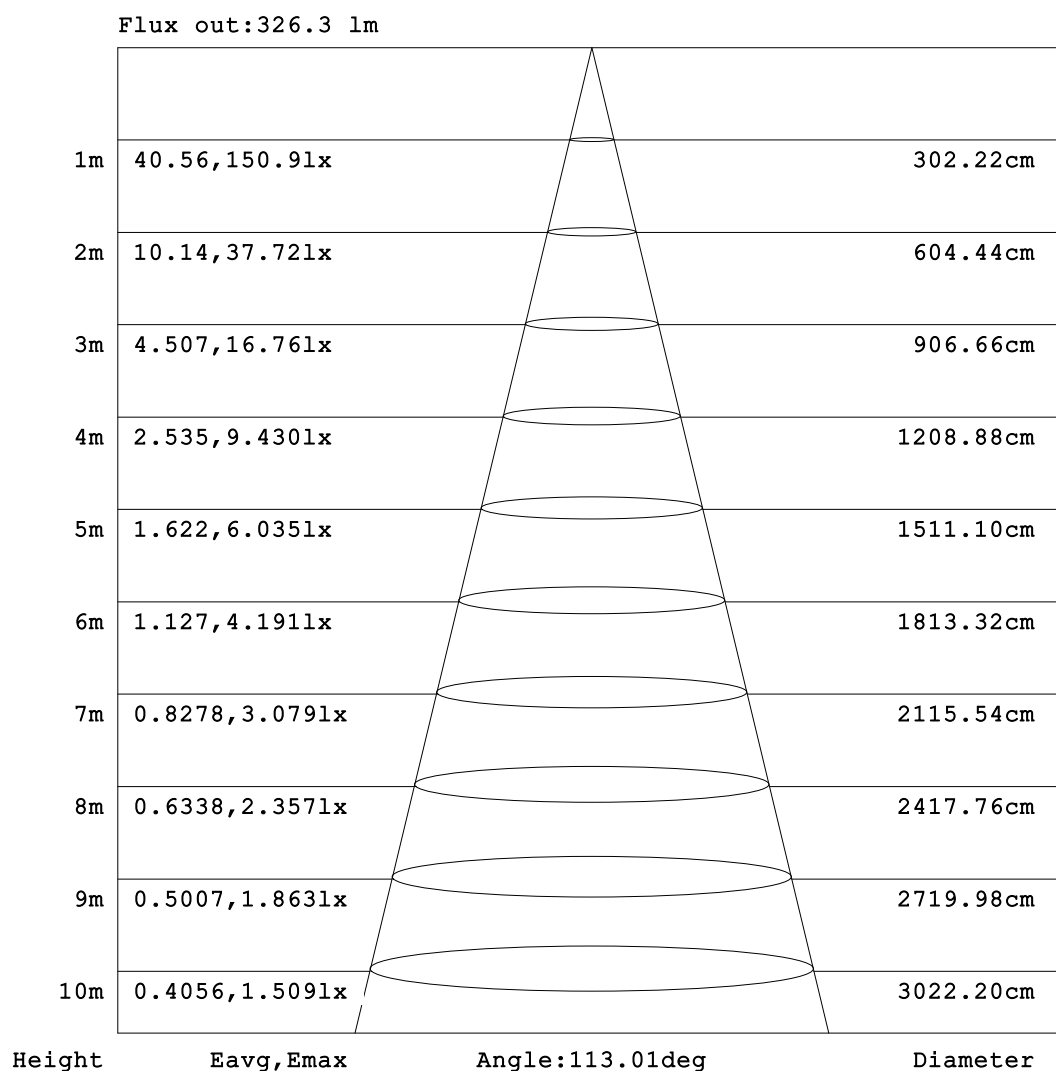 Flux out:326.3 lm
1m 40.56,150.9lx 302.22cm
2m 10.14,37.72lx 604.44cm
3m 4.507,16.76lx 906.66cm
4m 2.535,9.430lx 1208.88cm
5m 1.622,6.035lx 1511.10cm
6m 1.127,4.191lx 1813.32cm
7m 0.8278,3.079lx 2115.54cm
8m 0.6338,2.357lx 2417.76cm
9m 0.5007,1.863lx 2719.98cm
10m 0.4056,1.509lx 3022.20cm
Height Eavg,Emax Angle:113.01deg Diameter